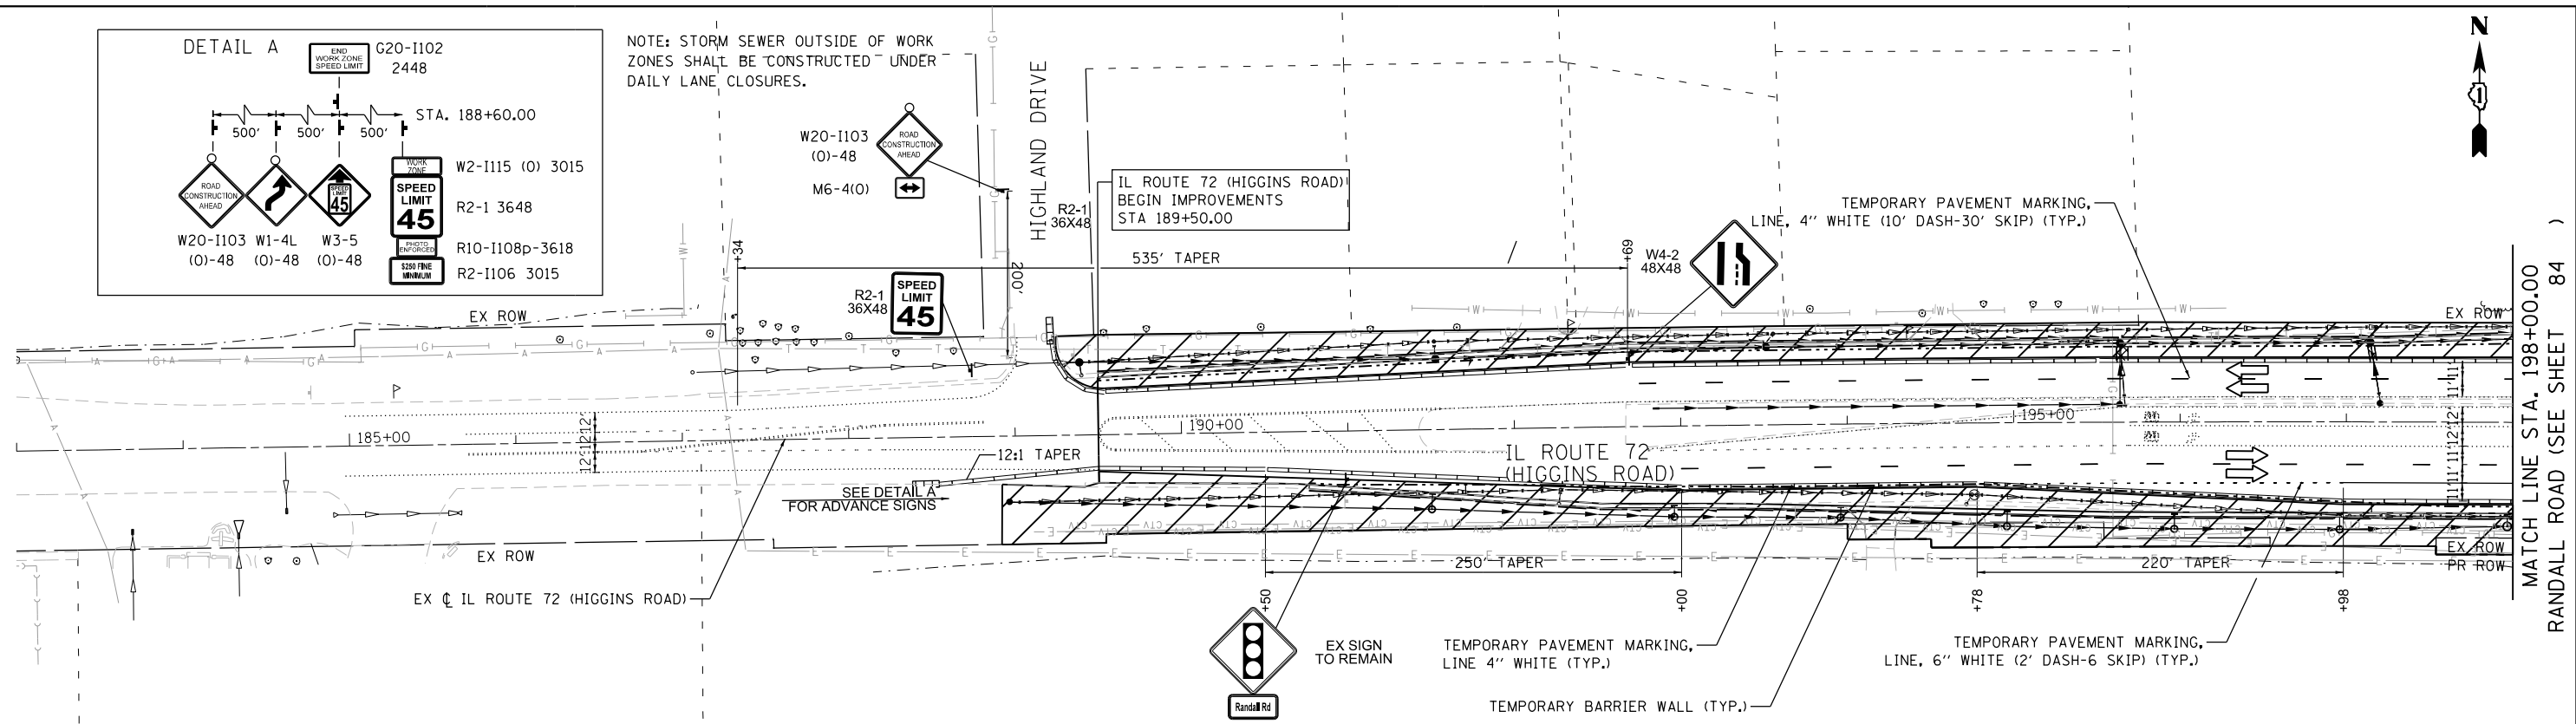 DETAIL A
END
WORK ZONE
SPEED LIMIT
G20-I102
2448
500'
500'
500'
STA. 188+60.00
ROAD
CONSTRUCTION
AHEAD
SPEED
LIMIT
45
WORK
ZONE
SPEED
LIMIT
45
PHOTO
ENFORCED
$250 FINE
MINIMUM
W2-I115 (O) 3015
R2-1 3648
R10-I108p-3618
R2-I106 3015
W20-I103
(O)-48
W1-4L
(O)-48
W3-5
(O)-48
NOTE: STORM SEWER OUTSIDE OF WORK
ZONES SHALL BE CONSTRUCTED UNDER
DAILY LANE CLOSURES.
W20-I103
(O)-48
ROAD
CONSTRUCTION
AHEAD
M6-4(O)
HIGHLAND DRIVE
200'
R2-1
36X48
IL ROUTE 72 (HIGGINS ROAD)
BEGIN IMPROVEMENTS
STA 189+50.00
+34
535' TAPER
+69
W4-2
48X48
TEMPORARY PAVEMENT MARKING,
LINE, 4" WHITE (10' DASH-30' SKIP) (TYP.)
N
1
R2-1
36X48
SPEED
LIMIT
45
EX ROW
EX ROW
185+00
190+00
195+00
12'
12'
12'
12:1 TAPER
IL ROUTE 72
(HIGGINS ROAD)
11'
11'
12'
12'
11'
11'
SEE DETAIL A
FOR ADVANCE SIGNS
EX ROW
EX ROW
PR ROW
EX ℄ IL ROUTE 72 (HIGGINS ROAD)
+50
250' TAPER
+00
+78
220' TAPER
+98
Randall Rd
EX SIGN
TO REMAIN
TEMPORARY PAVEMENT MARKING,
LINE 4" WHITE (TYP.)
TEMPORARY BARRIER WALL (TYP.)
TEMPORARY PAVEMENT MARKING,
LINE, 6" WHITE (2' DASH-6 SKIP) (TYP.)
MATCH LINE STA. 198+00.00
RANDALL ROAD (SEE SHEET 84 )